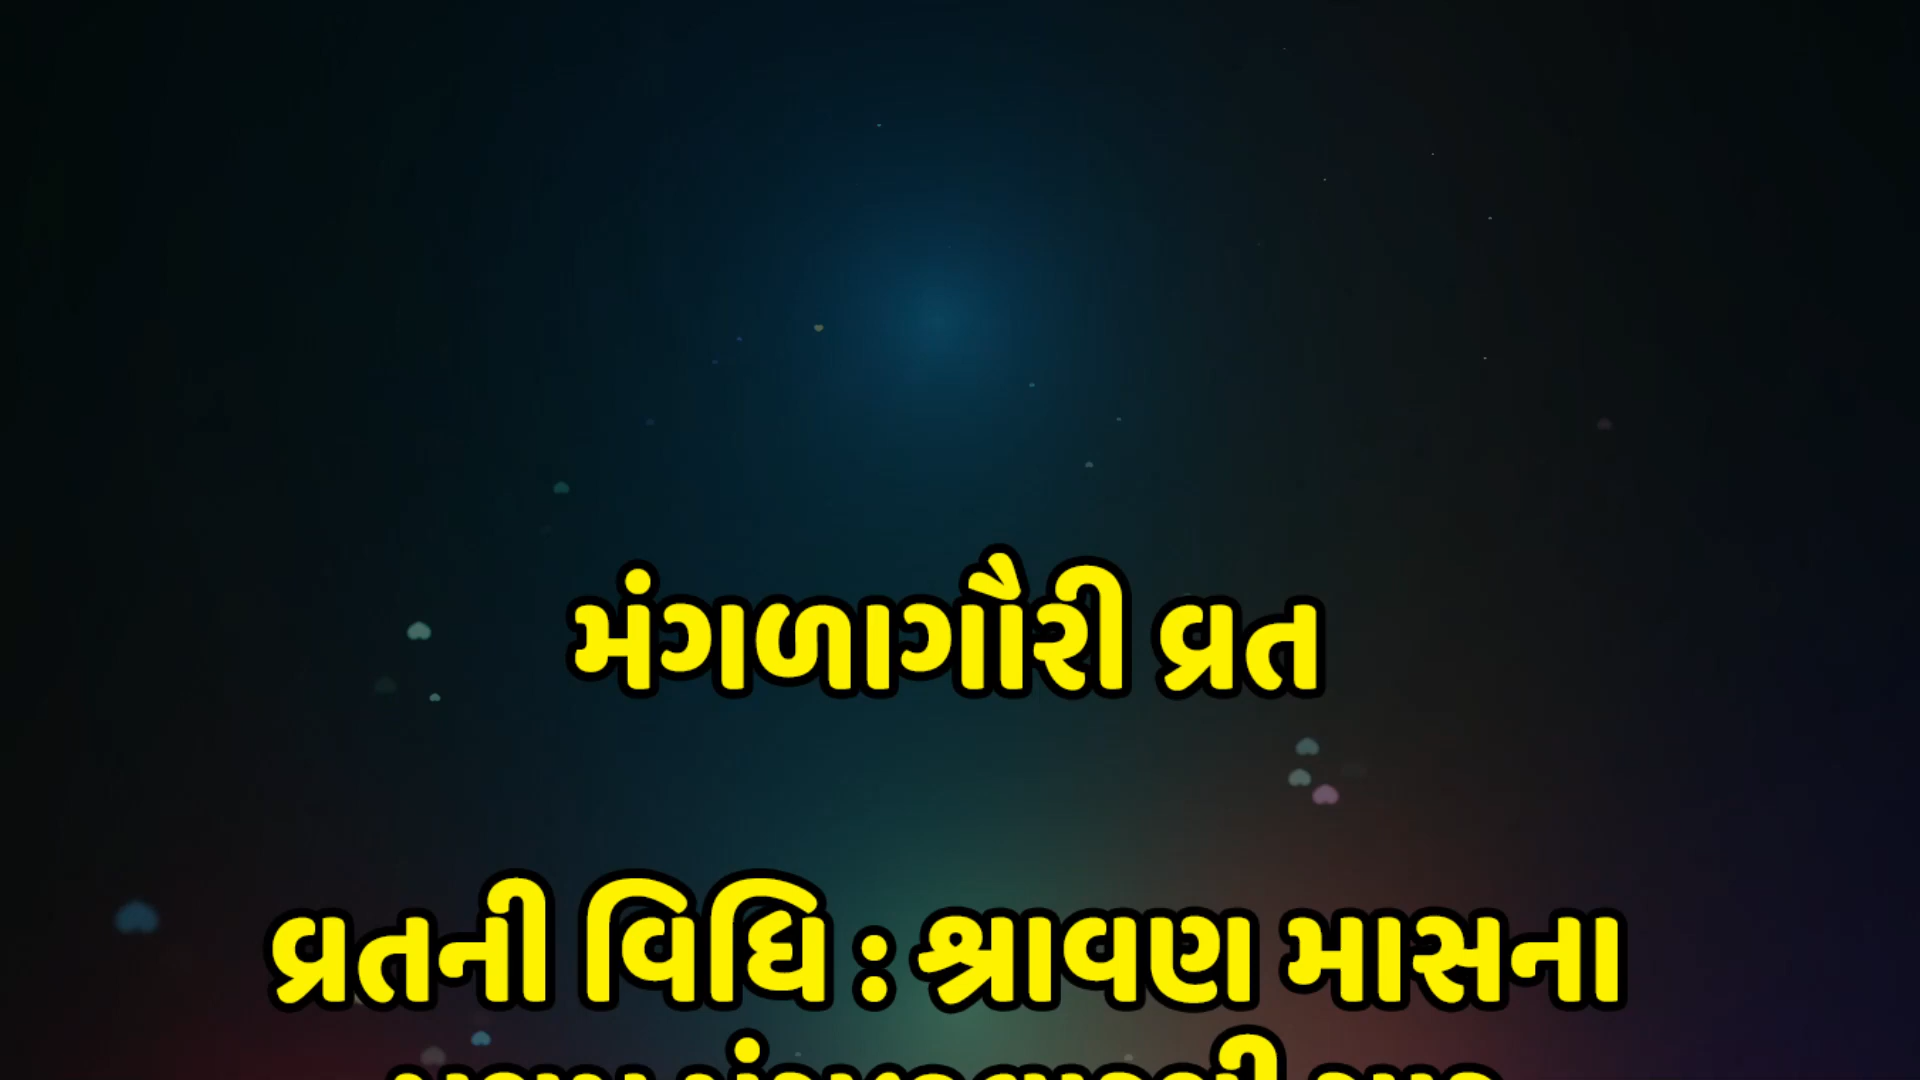 મંગળાગૌરી વ્રત
વ્રતની વિધિ : શ્રાવણ માસના